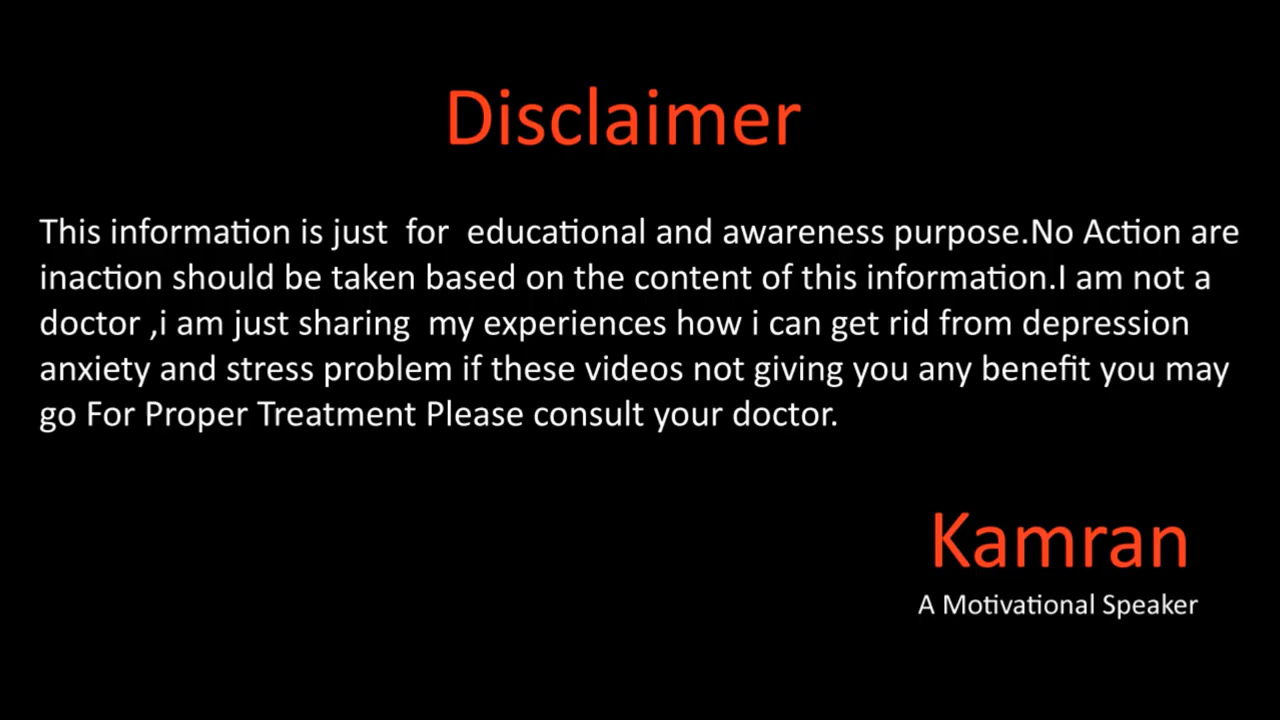 Disclaimer
This information is just  for  educational and awareness purpose.No Action are
inaction should be taken based on the content of this information.I am not a
doctor ,i am just sharing  my experiences how i can get rid from depression
anxiety and stress problem if these videos not giving you any benefit you may
go For Proper Treatment Please consult your doctor.
Kamran
A Motivational Speaker